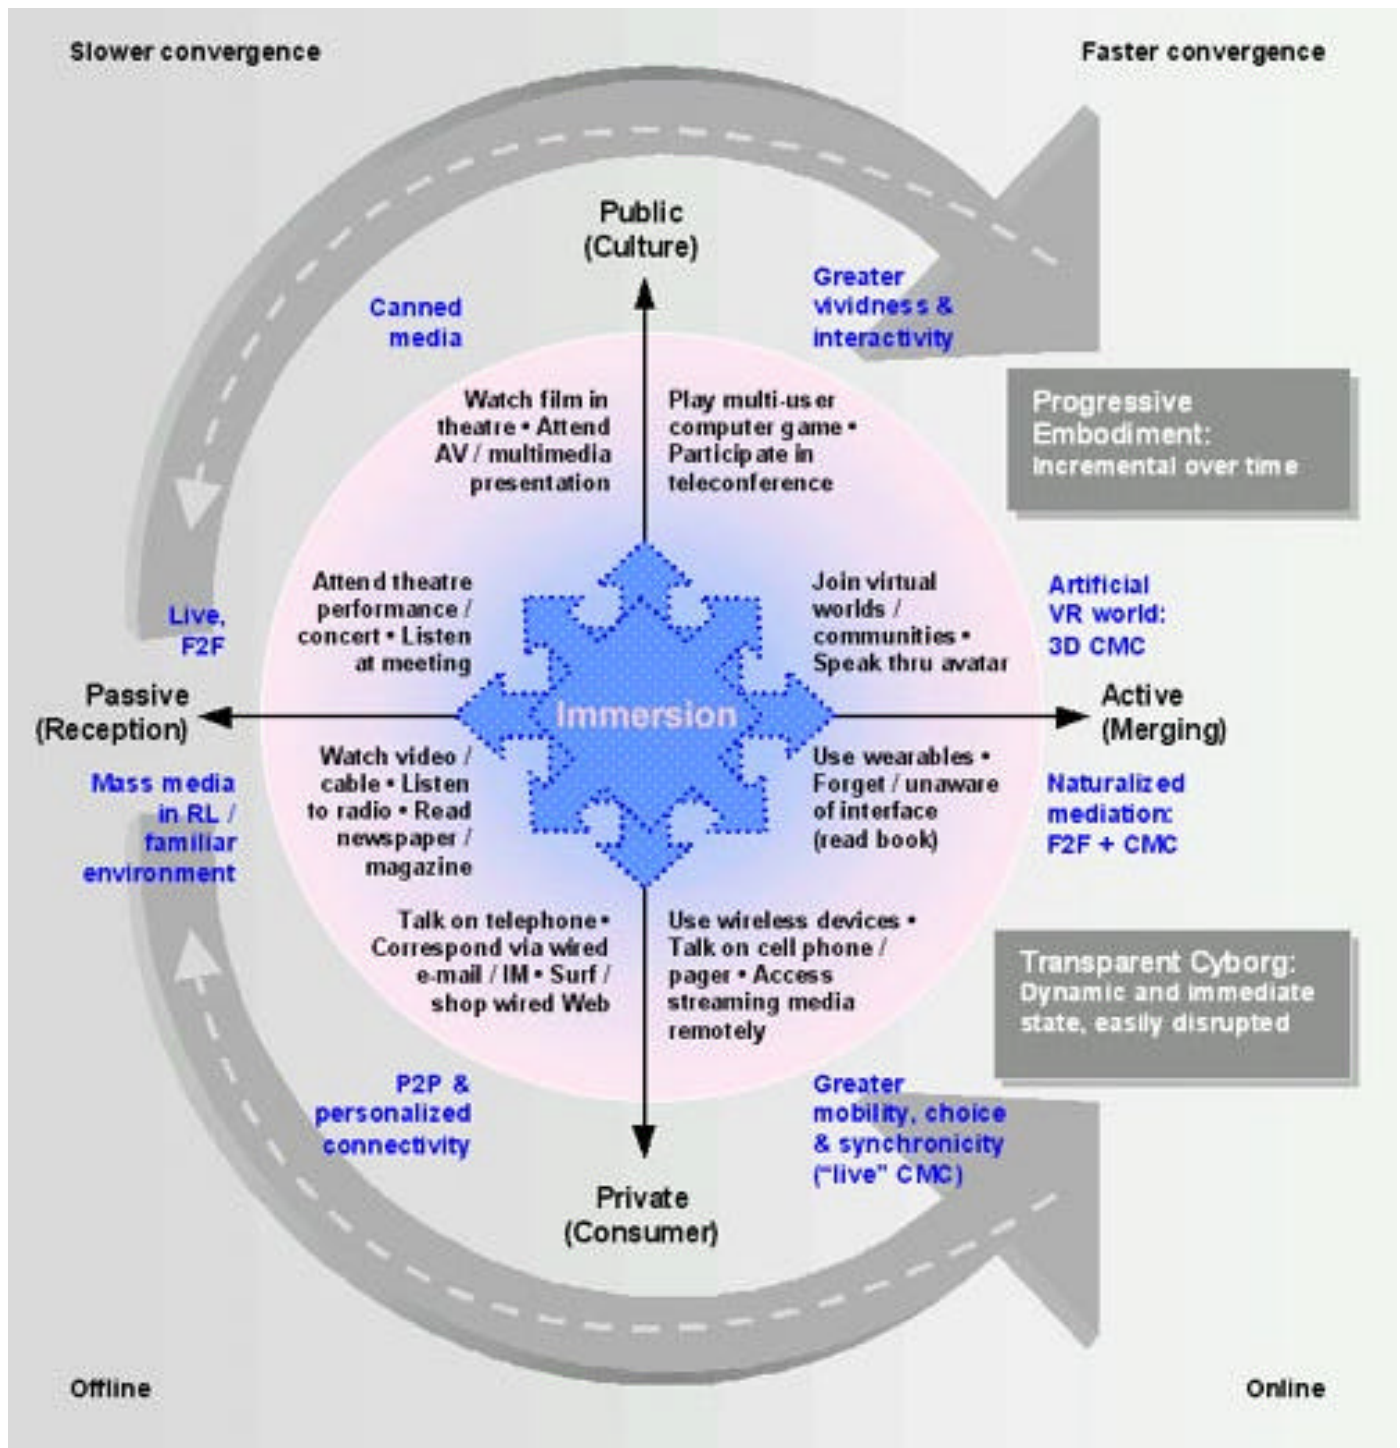 Slower convergence
Faster convergence
Public
(Culture)
Canned
media
Greater
vividness &
interactivity
Watch film in
theatre • Attend
AV / multimedia
presentation
Play multi-user
computer game •
Participate in
teleconference
Progressive
Embodiment:
Incremental over time
Live,
F2F
Attend theatre
performance /
concert • Listen
at meeting
Join virtual
worlds /
communities •
Speak thru avatar
Artificial
VR world:
3D CMC
Passive
(Reception)
Immersion
Active
(Merging)
Mass media
in RL /
familiar
environment
Watch video /
cable • Listen
to radio • Read
newspaper /
magazine
Use wearables •
Forget / unaware
of interface
(read book)
Naturalized
mediation:
F2F + CMC
Talk on telephone •
Correspond via wired
e-mail / IM • Surf /
shop wired Web
Use wireless devices •
Talk on cell phone /
pager • Access
streaming media
remotely
Transparent Cyborg:
Dynamic and immediate
state, easily disrupted
P2P &
personalized
connectivity
Greater
mobility, choice
& synchronicity
("live" CMC)
Private
(Consumer)
Offline
Online